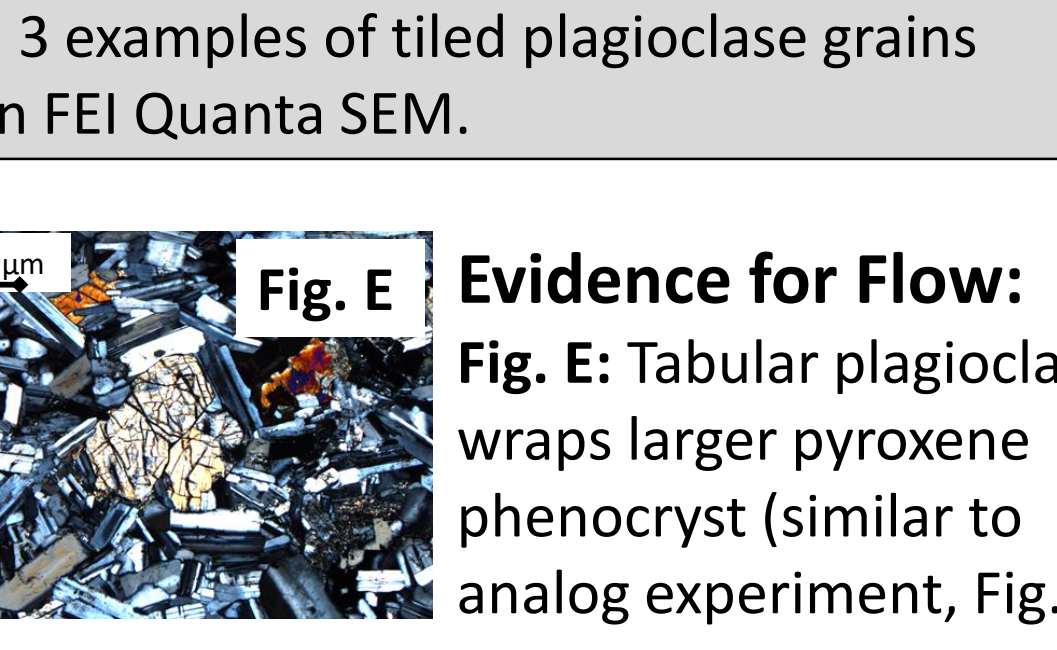 3 examples of tiled plagioclase grains
n FEI Quanta SEM.
μm
Fig. E
Evidence for Flow:
Fig. E: Tabular plagiocla
wraps larger pyroxene
phenocryst (similar to
analog experiment, Fig.